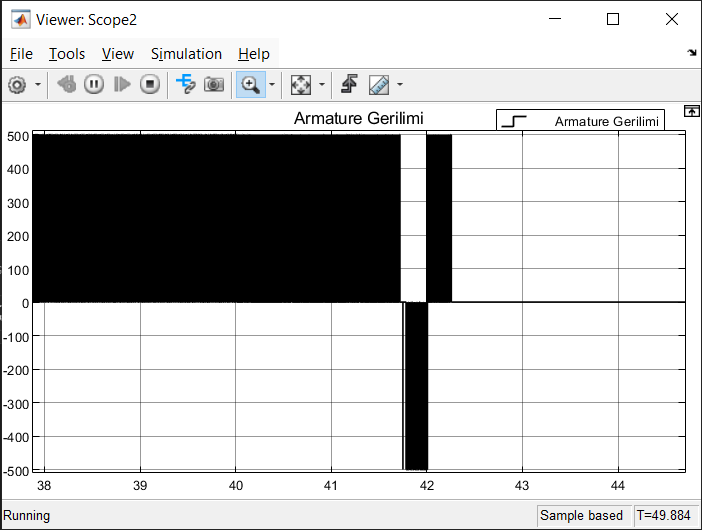 Viewer: Scope2
File Tools View Simulation Help
Armature Gerilimi
Armature Gerilimi
500
400
300
200
100
0
-100
-200
-300
-400
-500
38 39 40 41 42 43 44
Running
Sample based T=49.884